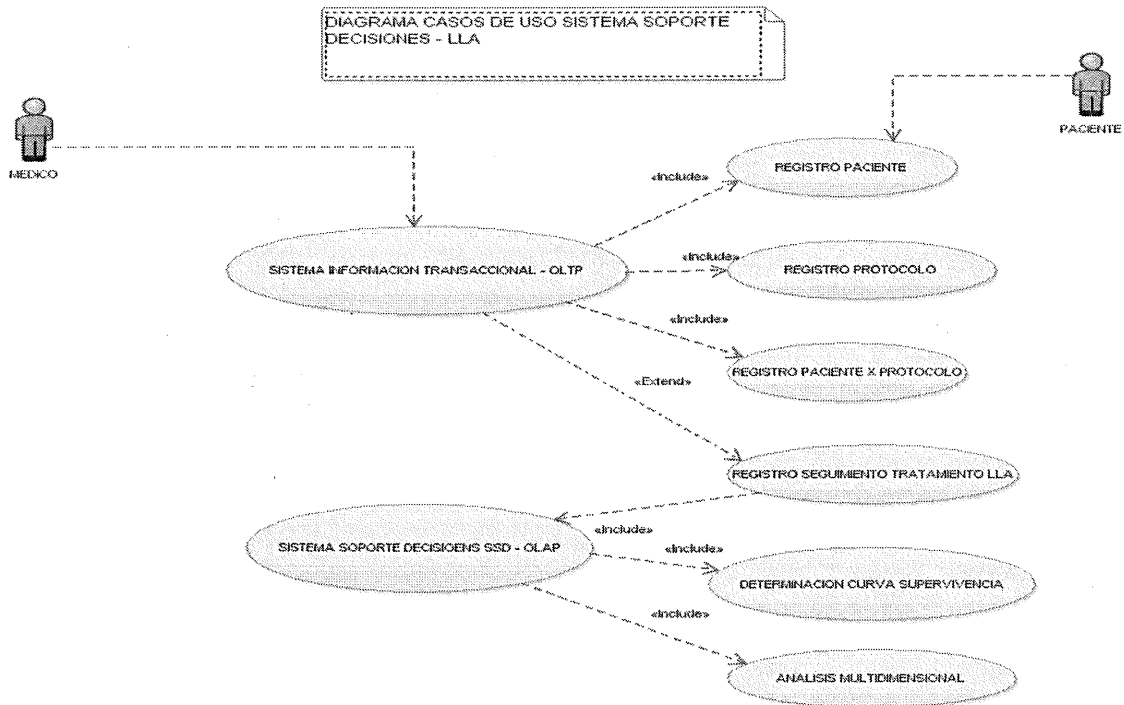 DIAGRAMA CASOS DE USO SISTEMA SOPORTE
DECISIONES - LLA
PACIENTE
MEDICO
REGISTRO PACIENTE
«Include»
SISTEMA INFORMACION TRANSACCIONAL - OLTP
«Include»
REGISTRO PROTOCOLO
«Include»
REGISTRO PACIENTE X PROTOCOLO
«Extend»
REGISTRO SEGUIMIENTO TRATAMIENTO LLA
«Include»
SISTEMA SOPORTE DECISIOENS SSD - OLAP
«Include»
DETERMINACION CURVA SUPERVIVENCIA
«Include»
ANALISIS MULTIDIMENSIONAL